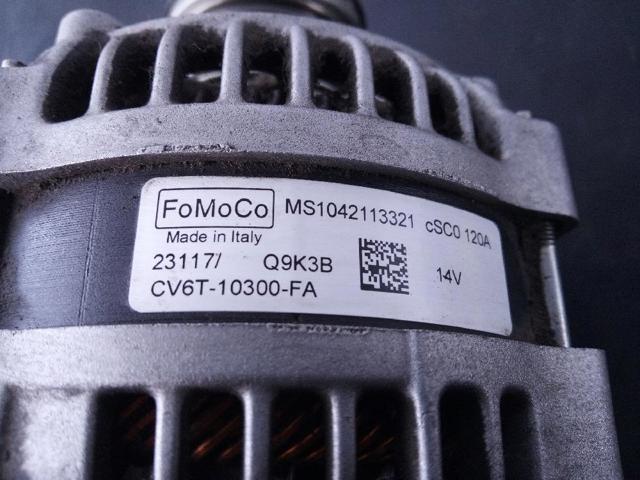 FoMoCo MS1042113321 cSC0 120A
Made in Italy
23117/ Q9K3B 14V
CV6T-10300-FA